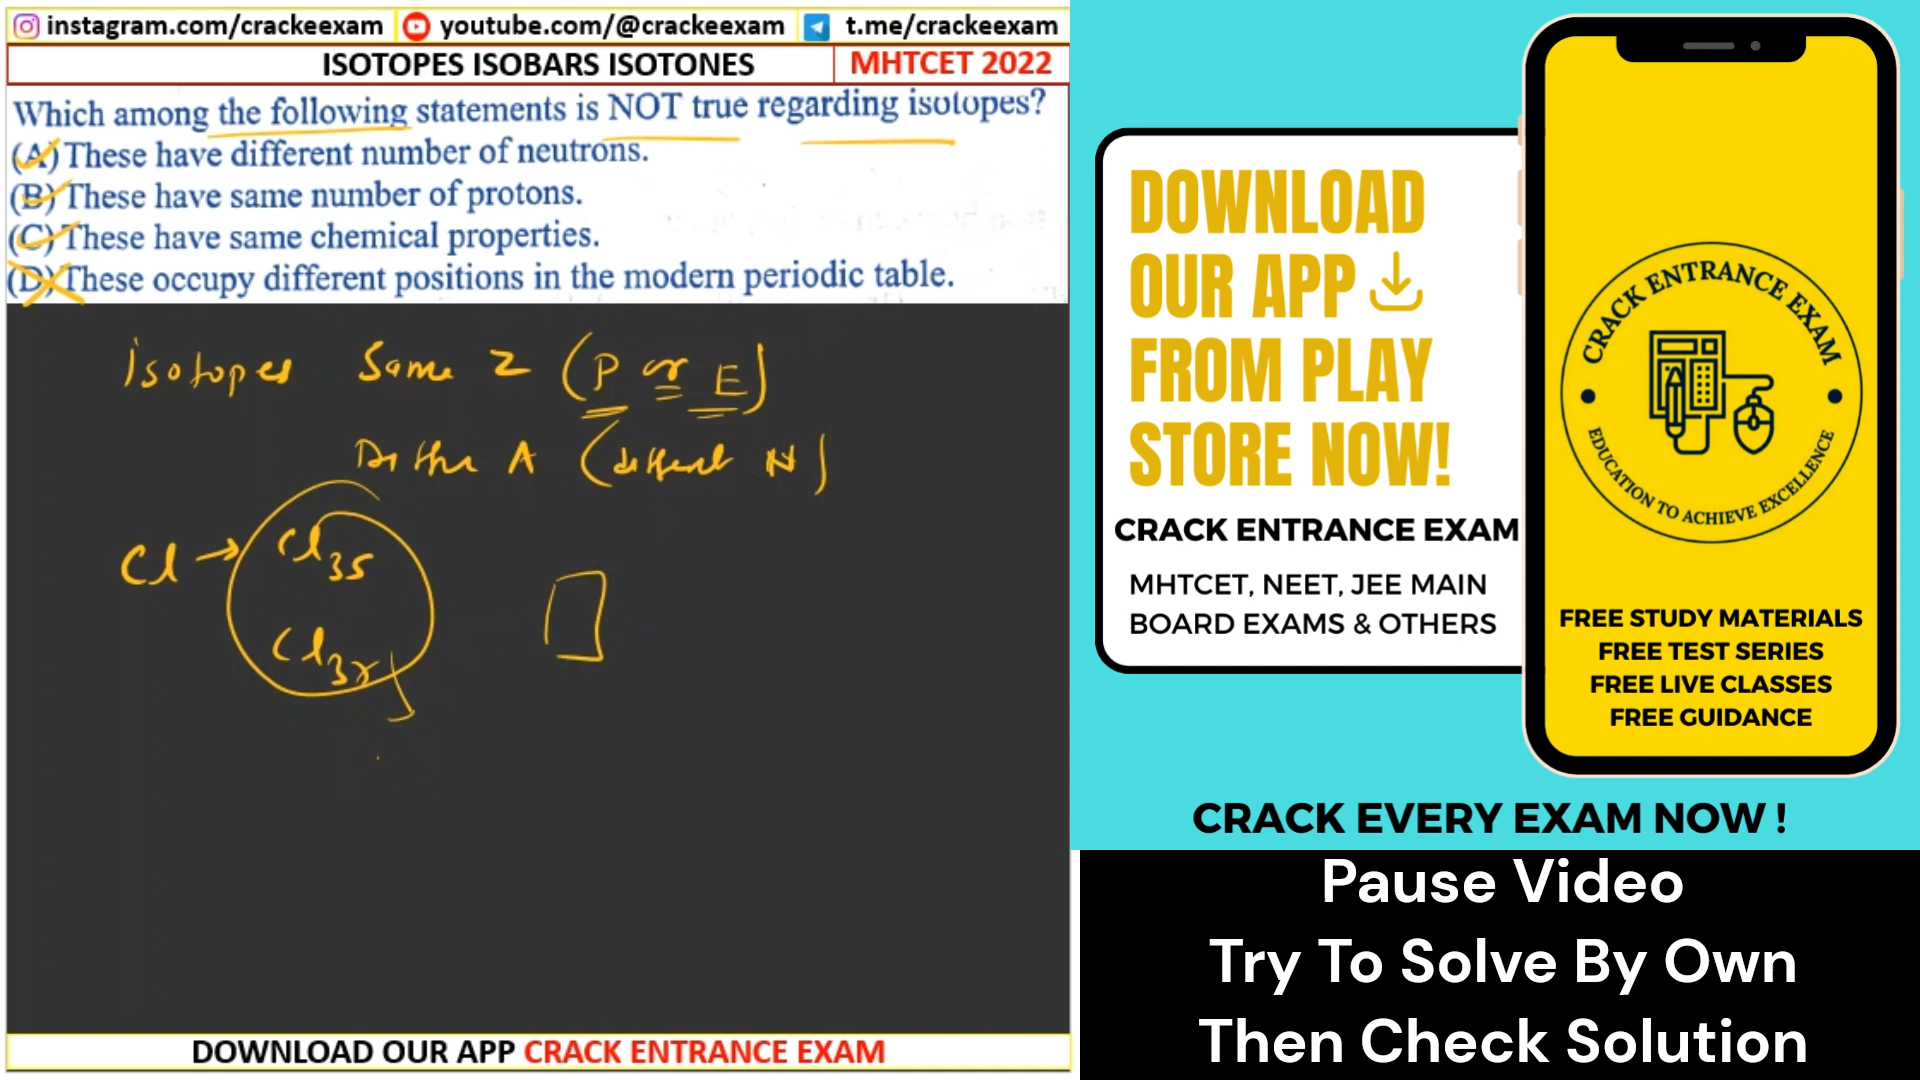 instagram.com/crackeexam youtube.com/@crackeexam t.me/crackeexam
ISOTOPES ISOBARS ISOTONES MHTCET 2022
Which among the following statements is NOT true regarding isotopes?
(A) These have different number of neutrons.
(B) These have same number of protons.
(C) These have same chemical properties.
(D) These occupy different positions in the modern periodic table.
isotopes Same Z (P or E)
A (different N)
Cl → Cl35
Cl37
DOWNLOAD OUR APP CRACK ENTRANCE EXAM
DOWNLOAD
OUR APP
FROM PLAY
STORE NOW!
CRACK ENTRANCE EXAM
MHTCET, NEET, JEE MAIN
BOARD EXAMS & OTHERS
CRACK ENTRANCE EXAM
EDUCATION TO ACHIEVE EXCELLENCE
FREE STUDY MATERIALS
FREE TEST SERIES
FREE LIVE CLASSES
FREE GUIDANCE
CRACK EVERY EXAM NOW !
Pause Video
Try To Solve By Own
Then Check Solution